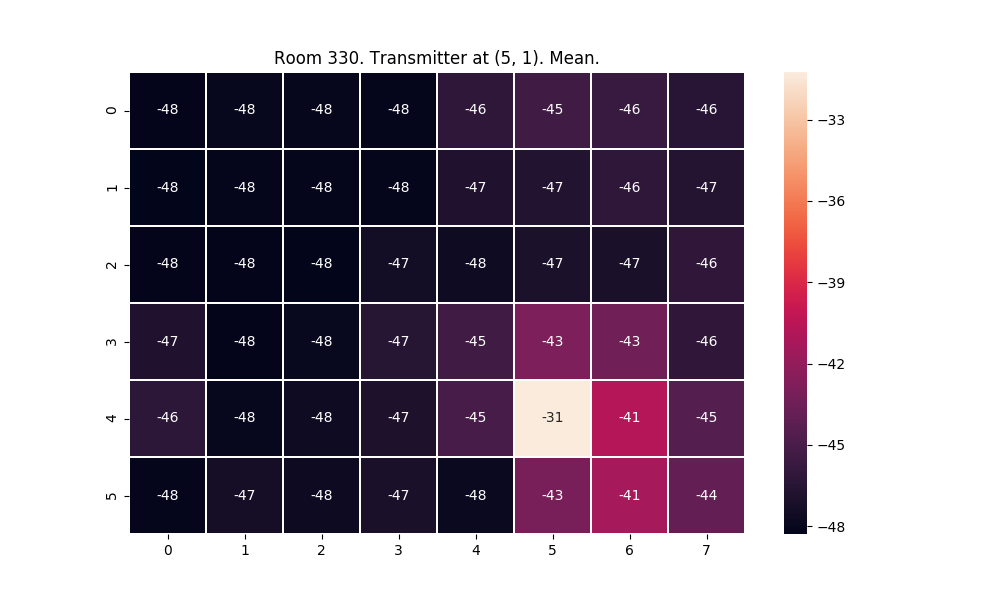 Room 330. Transmitter at (5, 1). Mean.
0 -48 -48 -48 -48 -46 -45 -46 -46
1 -48 -48 -48 -48 -47 -47 -46 -47
2 -48 -48 -48 -47 -48 -47 -47 -46
3 -47 -48 -48 -47 -45 -43 -43 -46
4 -46 -48 -48 -47 -45 -31 -41 -45
5 -48 -47 -48 -47 -48 -43 -41 -44
0 1 2 3 4 5 6 7
−33
−36
−39
−42
−45
−48